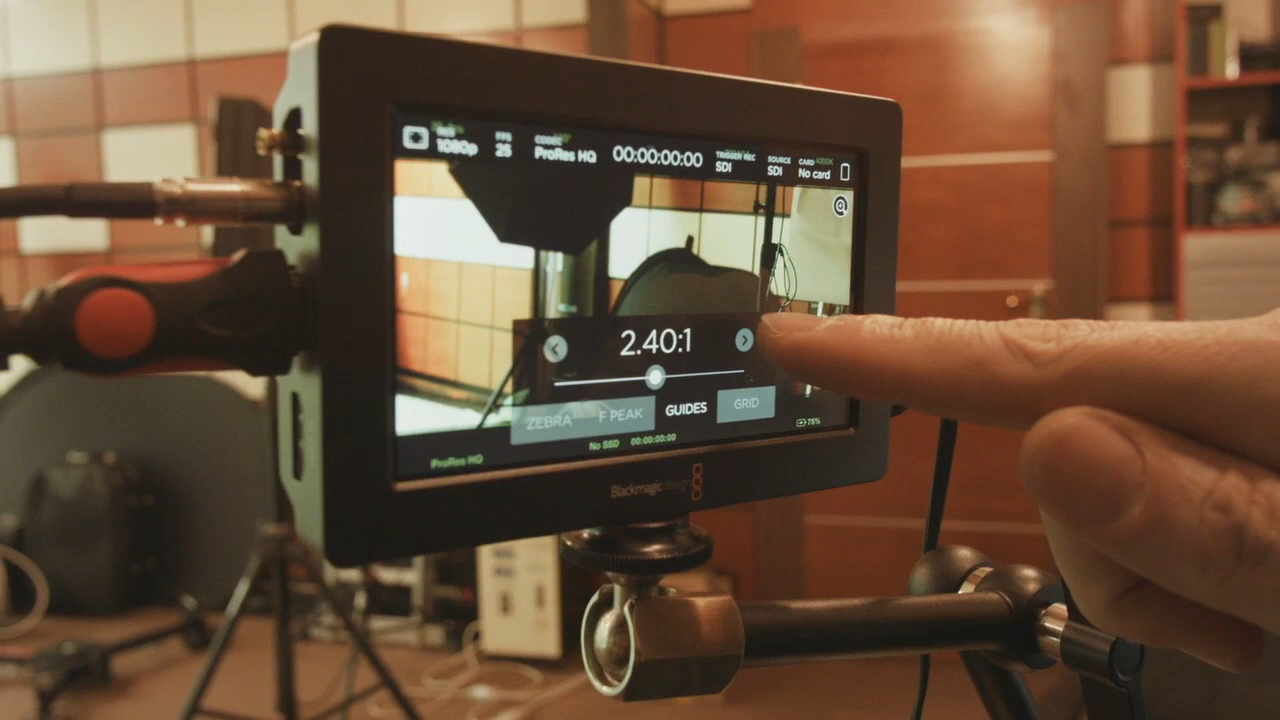 1080p
FPS
25
CODEC
ProRes HQ
00:00:00:00
TRIGGER REC
SDI
SOURCE
SDI
CARD
No card
2.40:1
ZEBRA F PEAK GUIDES GRID
75%
No SSD 00:00:00:00
ProRes HQ
Blackmagicdesign